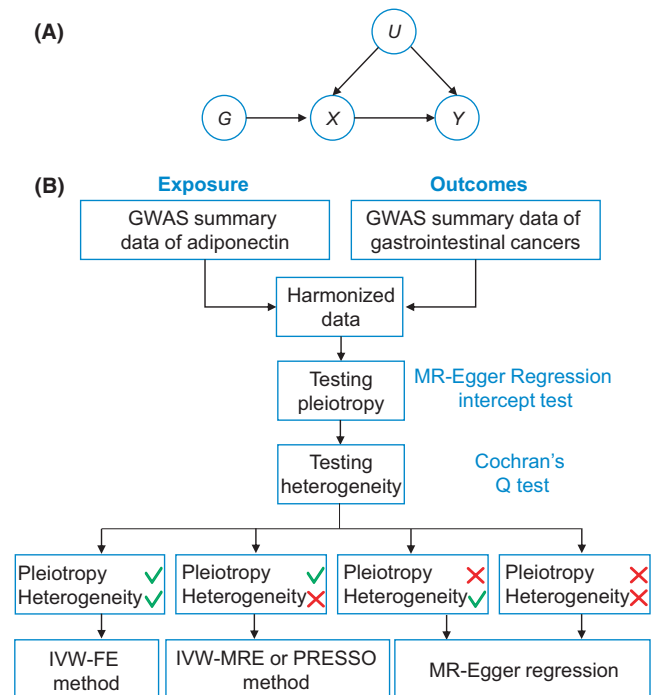 (A)
U
G
X
Y
(B)
Exposure
Outcomes
GWAS summary
data of adiponectin
GWAS summary data of
gastrointestinal cancers
Harmonized
data
Testing
pleiotropy
MR-Egger Regression
intercept test
Testing
heterogeneity
Cochran's
Q test
Pleiotropy
Heterogeneity
Pleiotropy
Heterogeneity
Pleiotropy
Heterogeneity
Pleiotropy
Heterogeneity
IVW-FE
method
IVW-MRE or PRESSO
method
MR-Egger regression